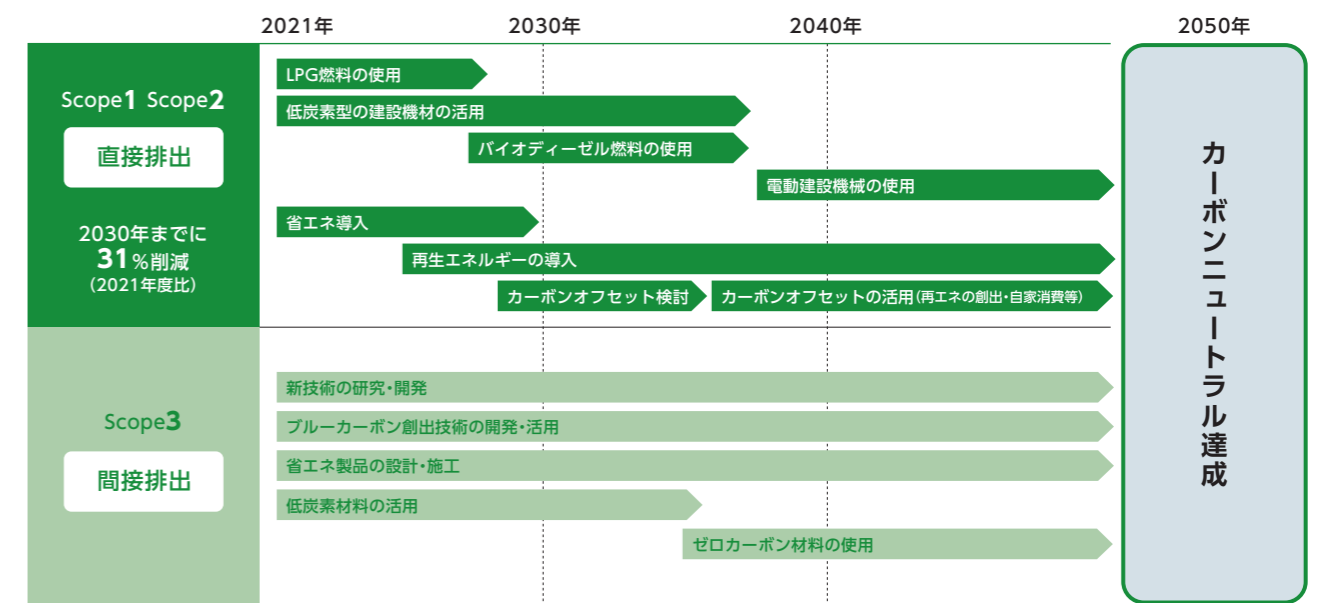 2021年 2030年 2040年 2050年
Scope1 Scope2
直接排出
2030年までに
31%削減
（2021年度比）
LPG燃料の使用
低炭素型の建設機材の活用
バイオディーゼル燃料の使用
電動建設機械の使用
省エネ導入
再生エネルギーの導入
カーボンオフセット検討
カーボンオフセットの活用（再エネの創出・自家消費等）
Scope3
間接排出
新技術の研究・開発
ブルーカーボン創出技術の開発・活用
省エネ製品の設計・施工
低炭素材料の活用
ゼロカーボン材料の使用
カーボンニュートラル達成